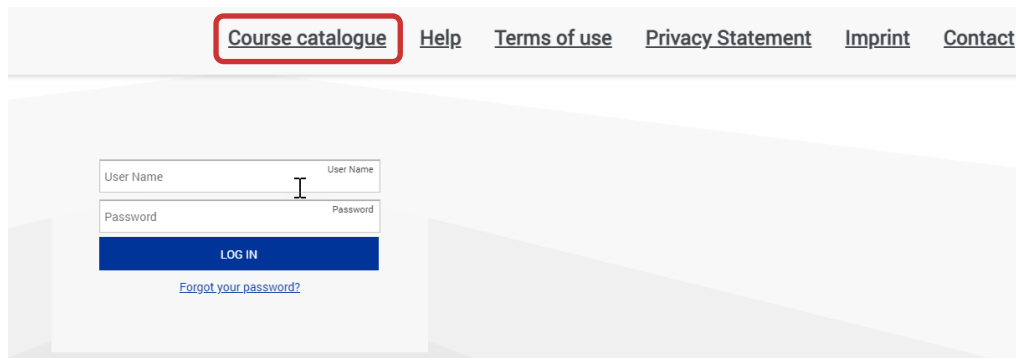 Course catalogue Help Terms of use Privacy Statement Imprint Contact
User Name User Name
Password Password
LOG IN
Forgot your password?